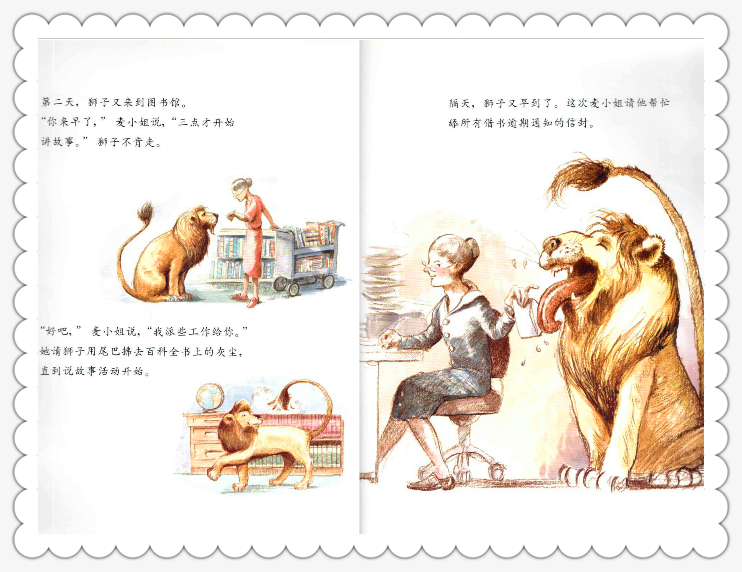 第二天，狮子又来到图书馆。
“你来早了，” 麦小姐说，“三点才开始
讲故事。” 狮子不肯走。
“好吧，” 麦小姐说，“我派些工作给你。”
她请狮子用尾巴拂去百科全书上的灰尘，
直到说故事活动开始。
隔天，狮子又早到了。这次麦小姐请他帮忙
舔所有借书逾期通知的信封。